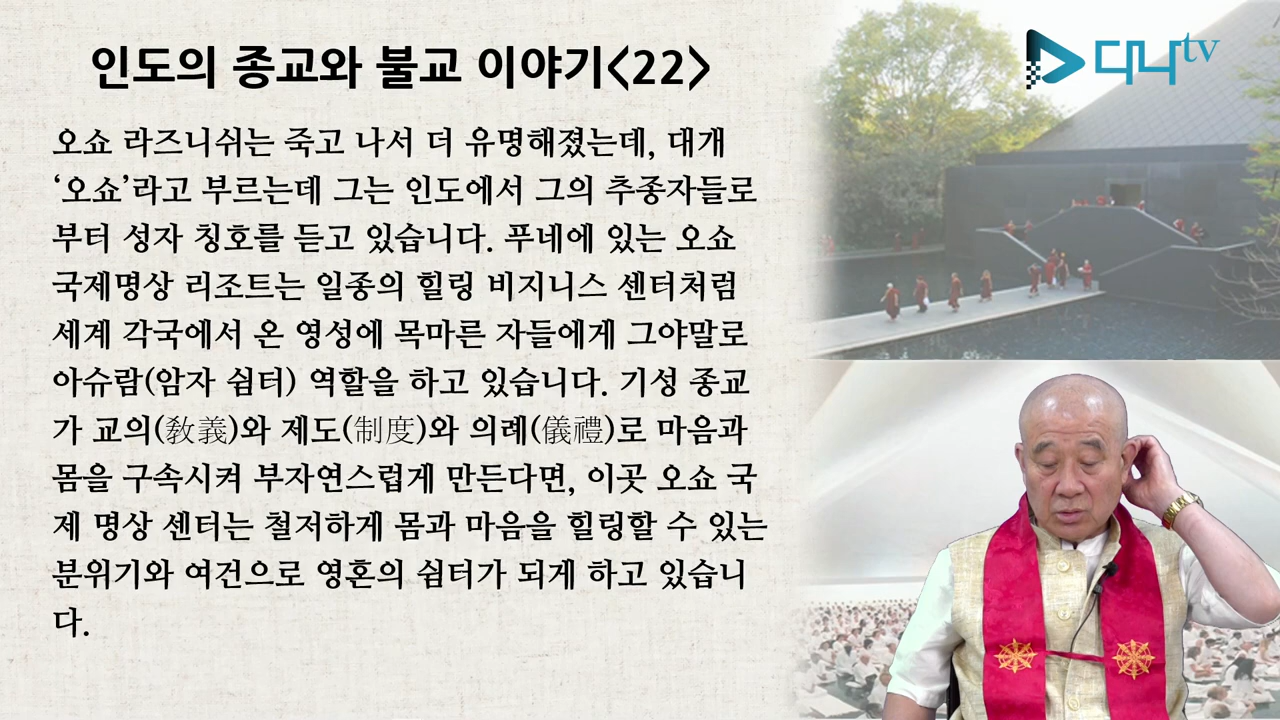 인도의 종교와 불교 이야기<22>
다나tv
오쇼 라즈니쉬는 죽고 나서 더 유명해졌는데, 대개
‘오쇼’라고 부르는데 그는 인도에서 그의 추종자들로
부터 성자 칭호를 듣고 있습니다. 푸네에 있는 오쇼
국제명상 리조트는 일종의 힐링 비지니스 센터처럼
세계 각국에서 온 영성에 목마른 자들에게 그야말로
아슈람(암자 쉼터) 역할을 하고 있습니다. 기성 종교
가 교의(敎義)와 제도(制度)와 의례(儀禮)로 마음과
몸을 구속시켜 부자연스럽게 만든다면, 이곳 오쇼 국
제 명상 센터는 철저하게 몸과 마음을 힐링할 수 있는
분위기와 여건으로 영혼의 쉼터가 되게 하고 있습니
다.